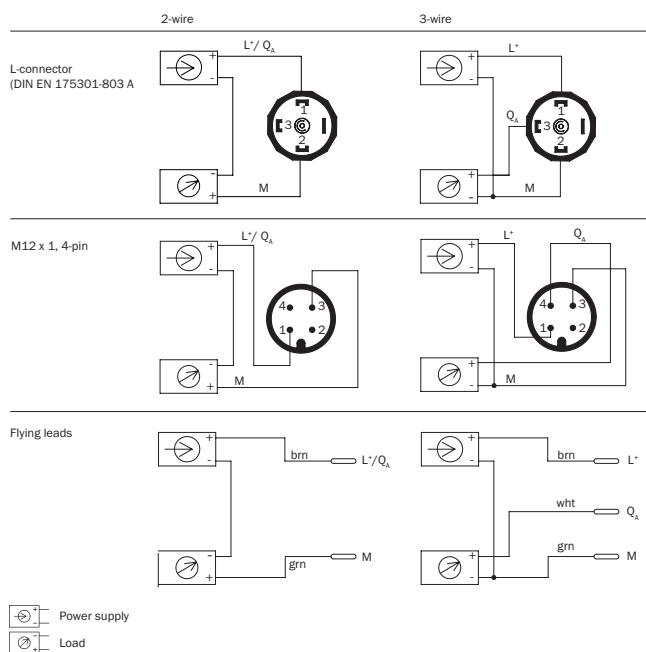 2-wire 3-wire
L-connector
(DIN EN 175301-803 A
L⁺/ Q_A
+
-
1
3
2
-
+
M
L⁺
+
-
Q_A
1
3
2
+
-
M
M12 x 1, 4-pin
L⁺/ Q_A
+
-
4 3
1 2
-
+
M
L⁺ Q_A
+
-
4 3
1 2
+
-
M
Flying leads
+
-
brn L⁺/Q_A
-
+
grn M
+
-
brn L⁺
wht Q_A
+
-
grn M
+
-
Power supply
-
+
Load